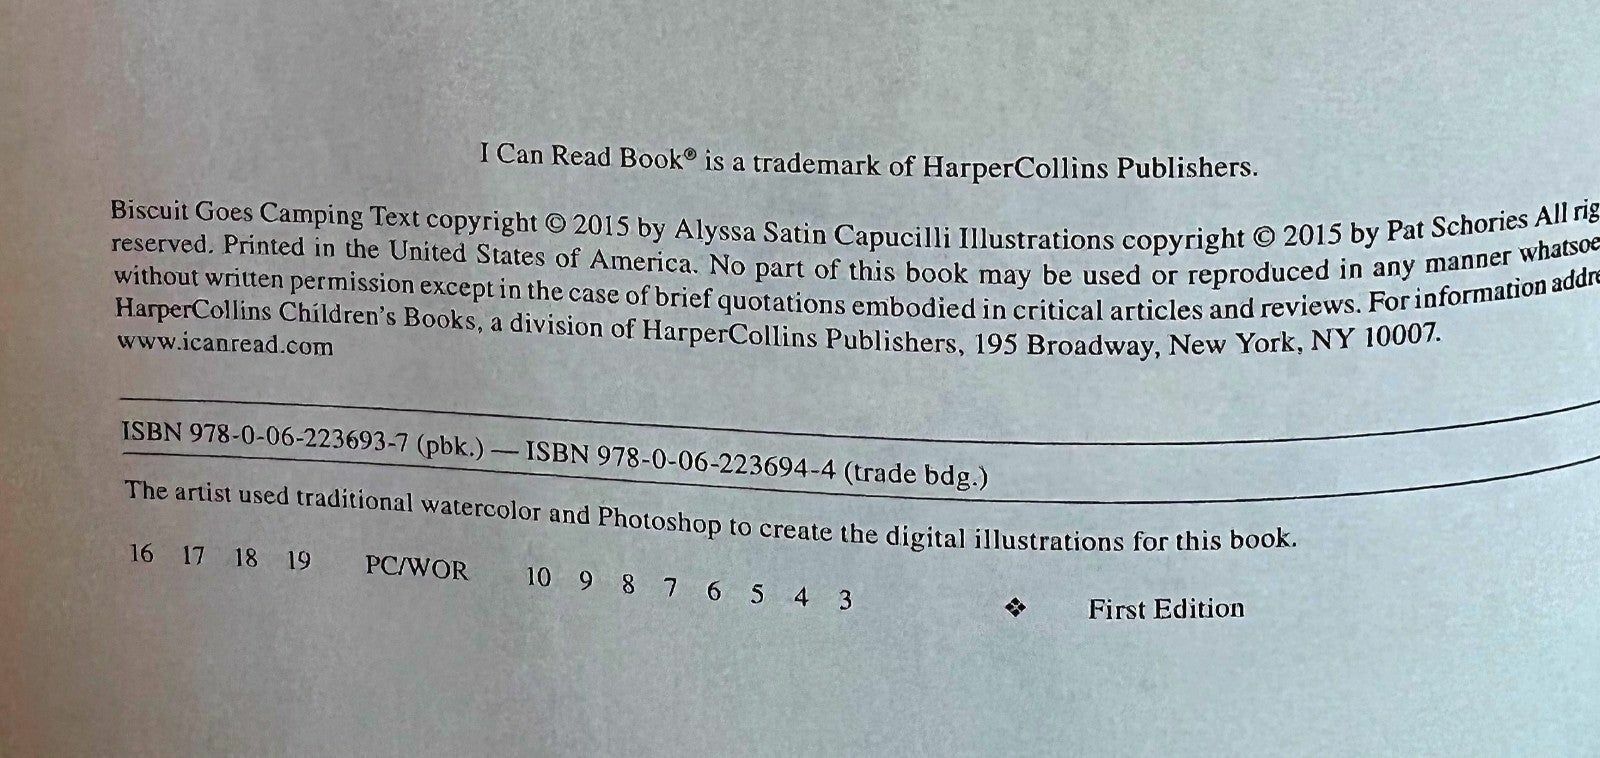 I Can Read Book® is a trademark of HarperCollins Publishers.
Biscuit Goes Camping Text copyright © 2015 by Alyssa Satin Capucilli Illustrations copyright © 2015 by Pat Schories All rig
reserved. Printed in the United States of America. No part of this book may be used or reproduced in any manner whatsoe
without written permission except in the case of brief quotations embodied in critical articles and reviews. For information addre
HarperCollins Children's Books, a division of HarperCollins Publishers, 195 Broadway, New York, NY 10007.
www.icanread.com
ISBN 978-0-06-223693-7 (pbk.) — ISBN 978-0-06-223694-4 (trade bdg.)
The artist used traditional watercolor and Photoshop to create the digital illustrations for this book.
16 17 18 19 PC/WOR 10 9 8 7 6 5 4 3 ❖ First Edition